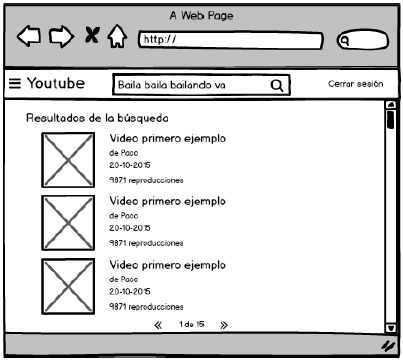 A Web Page
http://
Youtube
Baila baila bailando va
Cerrar sesión
Resultados de la búsqueda
Video primero ejemplo
de Paco
20-10-2015
9871 reproducciones
Video primero ejemplo
de Paco
20-10-2015
9871 reproducciones
Video primero ejemplo
de Paco
20-10-2015
9871 reproducciones
« 1 de 15 »